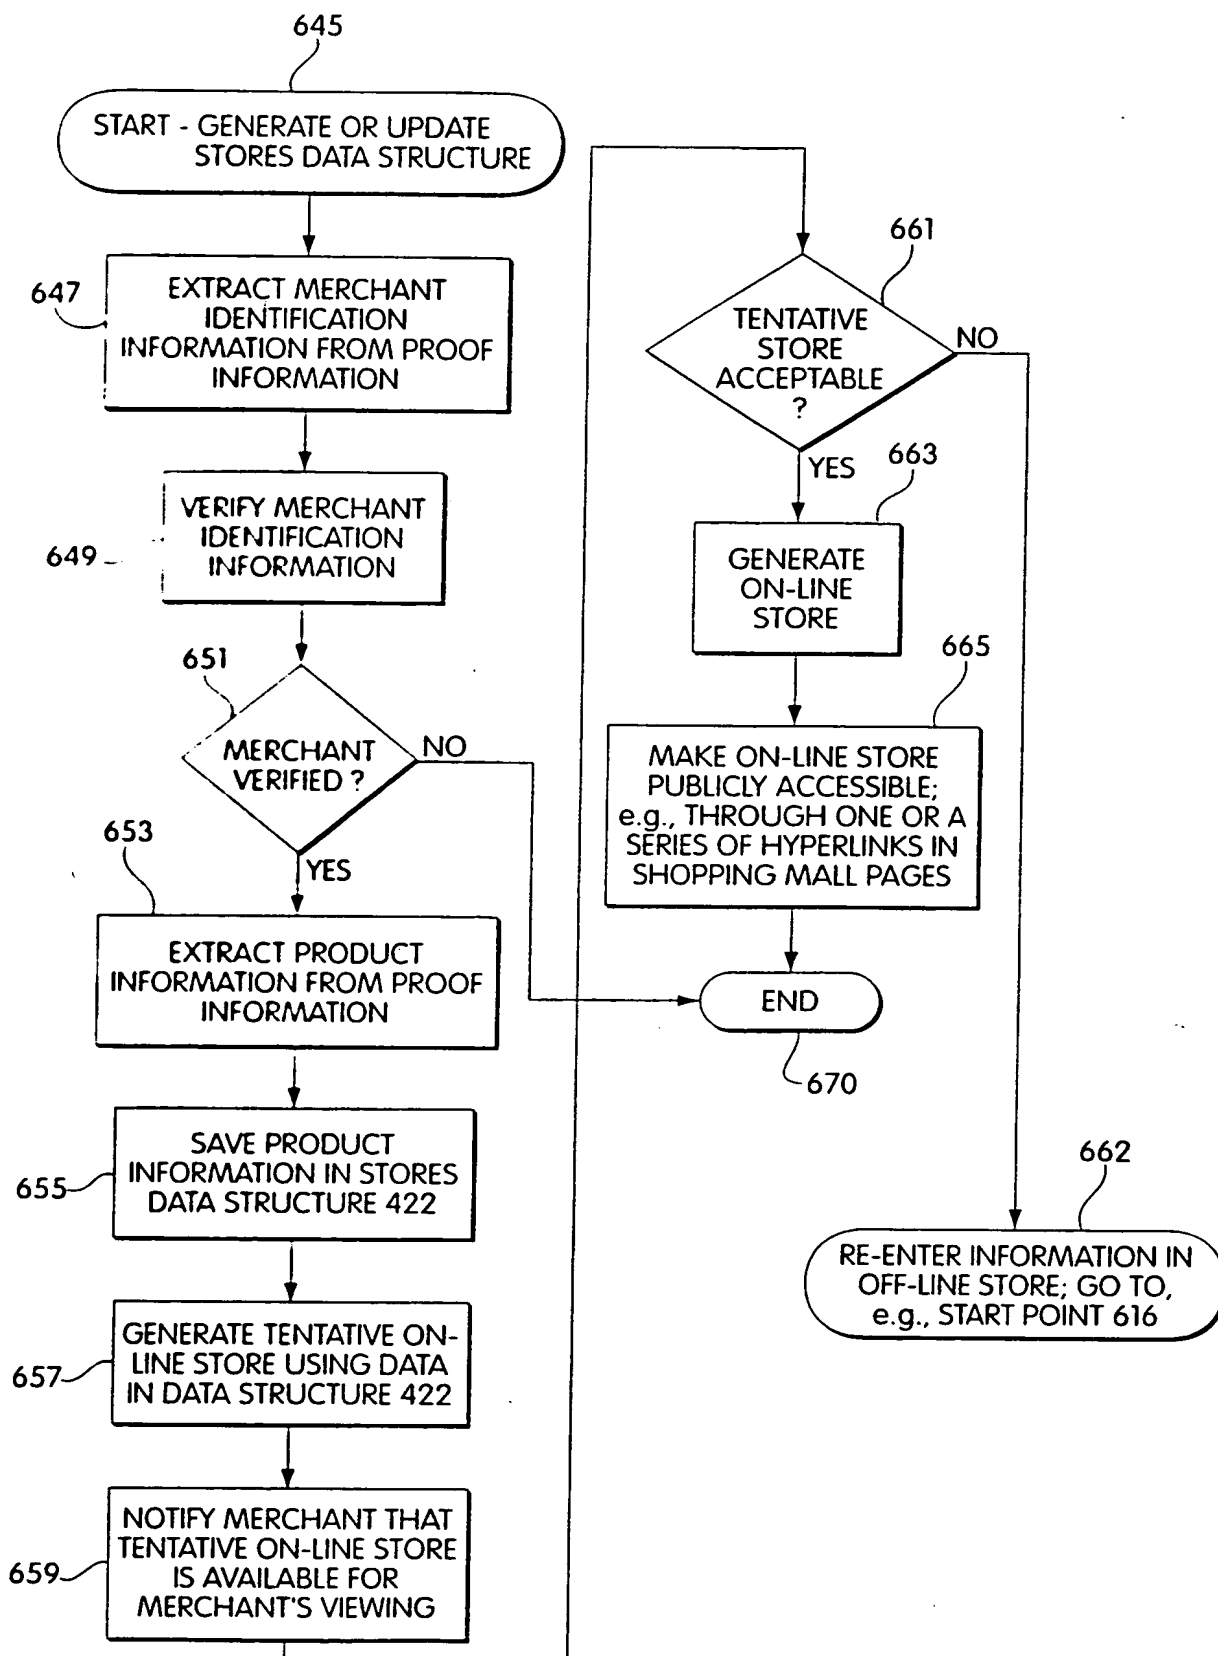 645
START - GENERATE OR UPDATE
STORES DATA STRUCTURE
647
EXTRACT MERCHANT
IDENTIFICATION
INFORMATION FROM PROOF
INFORMATION
649
VERIFY MERCHANT
IDENTIFICATION
INFORMATION
651
MERCHANT
VERIFIED ?
NO
YES
653
EXTRACT PRODUCT
INFORMATION FROM PROOF
INFORMATION
655
SAVE PRODUCT
INFORMATION IN STORES
DATA STRUCTURE 422
657
GENERATE TENTATIVE ON-
LINE STORE USING DATA
IN DATA STRUCTURE 422
659
NOTIFY MERCHANT THAT
TENTATIVE ON-LINE STORE
IS AVAILABLE FOR
MERCHANT'S VIEWING
661
TENTATIVE
STORE
ACCEPTABLE
?
NO
YES
663
GENERATE
ON-LINE
STORE
665
MAKE ON-LINE STORE
PUBLICLY ACCESSIBLE;
e.g., THROUGH ONE OR A
SERIES OF HYPERLINKS IN
SHOPPING MALL PAGES
END
670
662
RE-ENTER INFORMATION IN
OFF-LINE STORE; GO TO,
e.g., START POINT 616